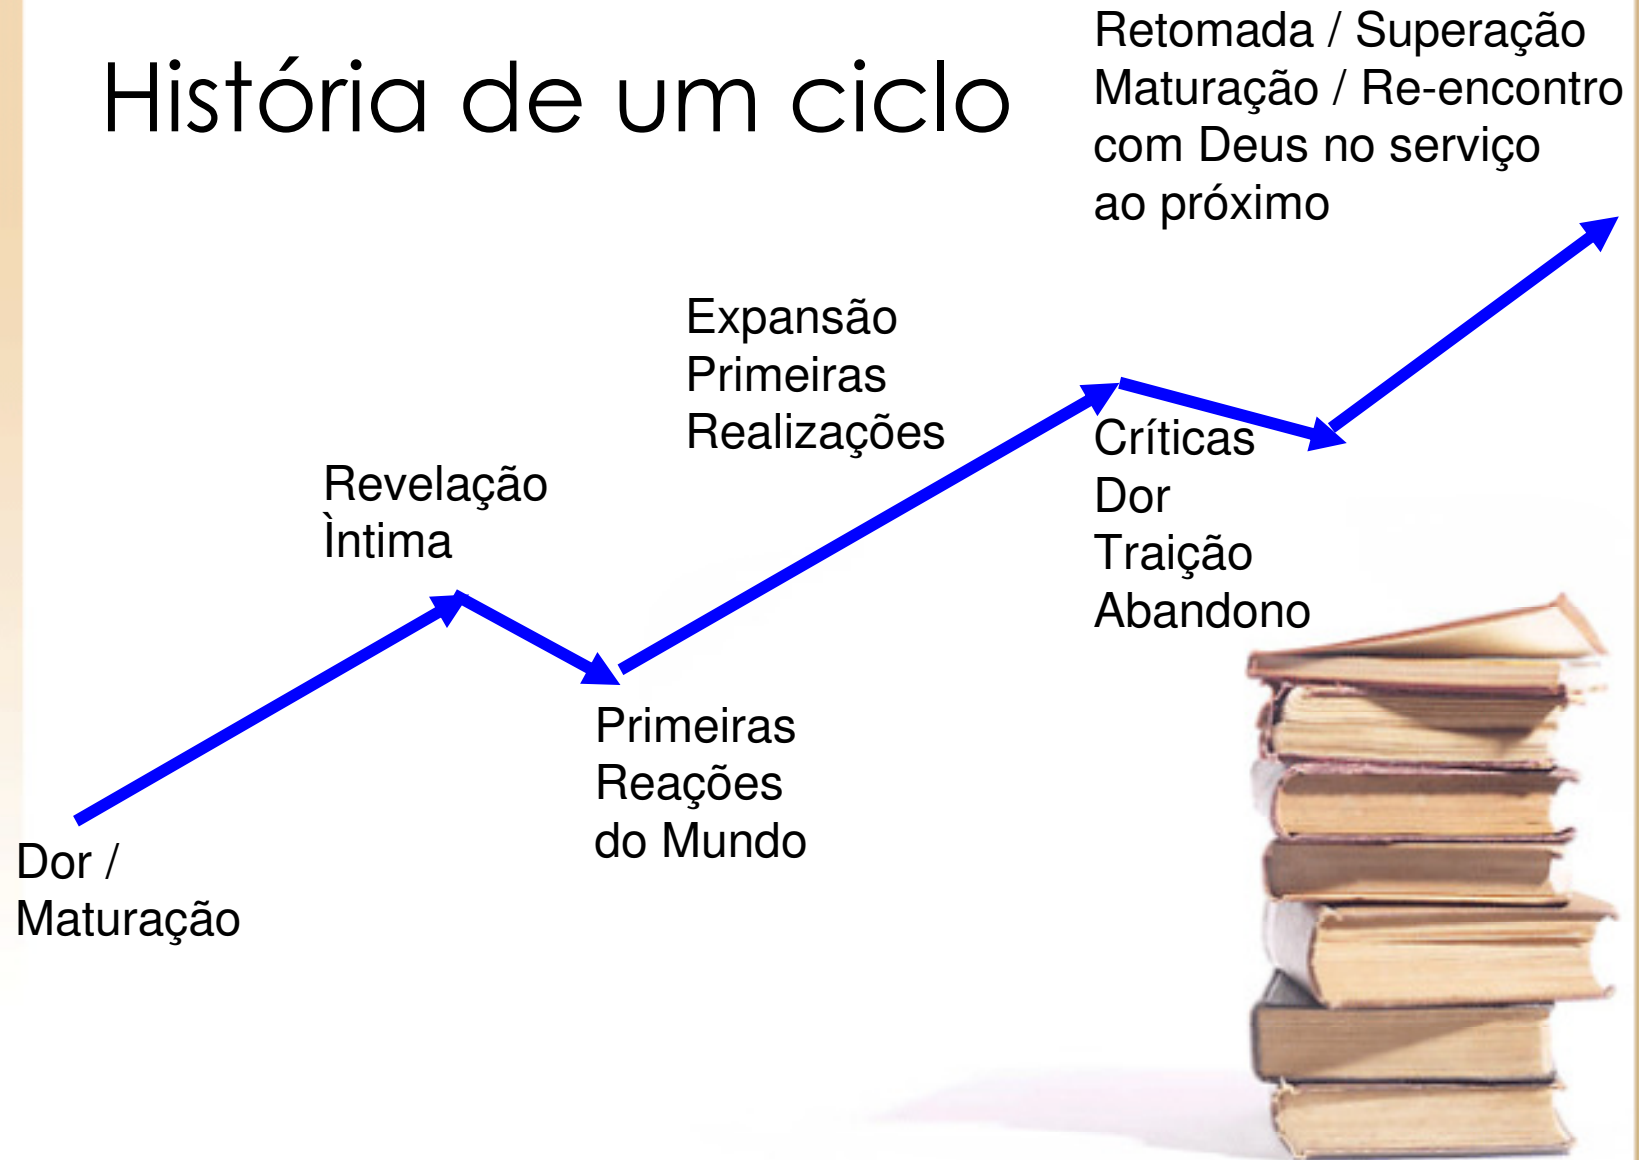 História de um ciclo
Retomada / Superação
Maturação / Re-encontro
com Deus no serviço
ao próximo
Expansão
Primeiras
Realizações
Revelação
Ìntima
Críticas
Dor
Traição
Abandono
Primeiras
Reações
do Mundo
Dor /
Maturação